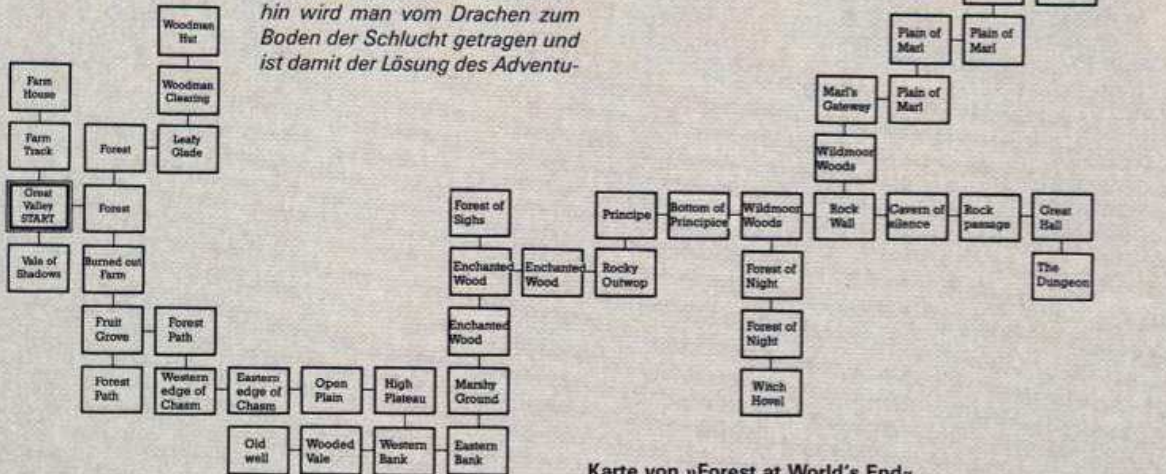 hin wird man vom Drachen zum
Boden der Schlucht getragen und
ist damit der Lösung des Adventu-
Woodman
Hut
Woodman
Clearing
Farm
House
Farm
Track
Forest
Leafy
Glade
Great
Valley
START
Forest
Vale of
Shadows
Burned out
Farm
Fruit
Grove
Forest
Path
Forest
Path
Western
edge of
Chasm
Eastern
edge of
Chasm
Open
Plain
High
Plateau
Marshy
Ground
Old
well
Wooded
Vale
Western
Bank
Eastern
Bank
Forest of
Sighs
Enchanted
Wood
Enchanted
Wood
Rocky
Outwop
Enchanted
Wood
Principe
Bottom of
Principice
Wildmoor
Woods
Rock
Wall
Cavern of
silence
Rock
passage
Great
Hall
The
Dungeon
Forest of
Night
Forest of
Night
Witch
Hovel
Plain of
Marl
Plain of
Marl
Marl's
Gateway
Plain of
Marl
Wildmoor
Woods
Karte von »Forest at World's End«